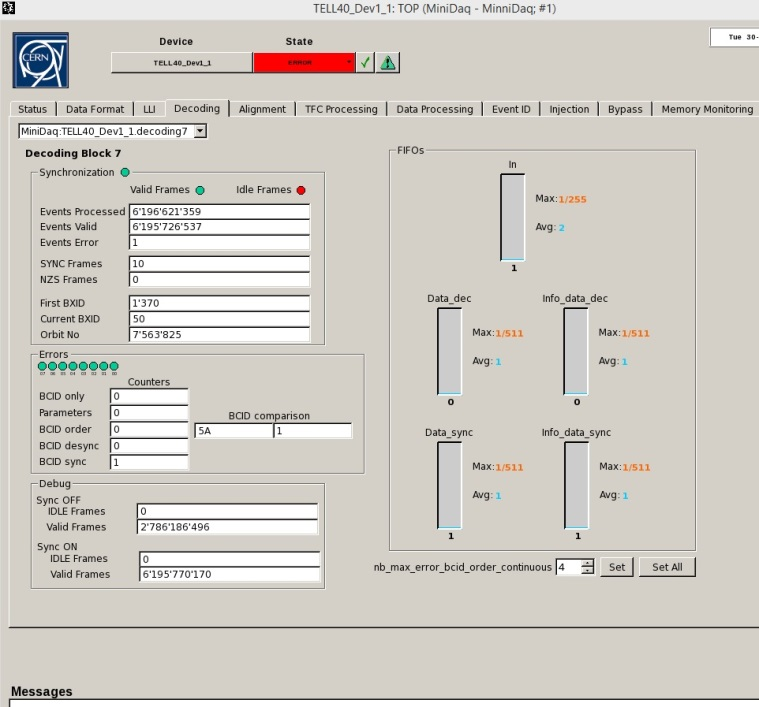 TELL40_Dev1_1: TOP (MiniDaq - MinniDaq; #1)
CERN
Device State
TELL40_Dev1_1 ERROR
Tue 30-
Status Data Format LLI Decoding Alignment TFC Processing Data Processing Event ID Injection Bypass Memory Monitoring
MiniDaq:TELL40_Dev1_1.decoding7
Decoding Block 7
Synchronization
Valid Frames Idle Frames
Events Processed 6'196'621'359
Events Valid 6'195'726'537
Events Error 1
SYNC Frames 10
NZS Frames 0
First BXID 1'370
Current BXID 50
Orbit No 7'563'825
Errors
07 06 05 04 03 02 01 00
Counters
BCID only 0
Parameters 0
BCID comparison
BCID order 0 5A 1
BCID desync 0
BCID sync 1
Debug
Sync OFF
IDLE Frames 0
Valid Frames 2'786'186'496
Sync ON
IDLE Frames 0
Valid Frames 6'195'770'170
FIFOs
In
Max: 1/255
Avg: 2
1
Data_dec Info_data_dec
Max: 1/511 Max: 1/511
Avg: 1 Avg: 1
0 0
Data_sync Info_data_sync
Max: 1/511 Max: 1/511
Avg: 1 Avg: 1
1 1
nb_max_error_bcid_order_continuous 4 Set Set All
Messages